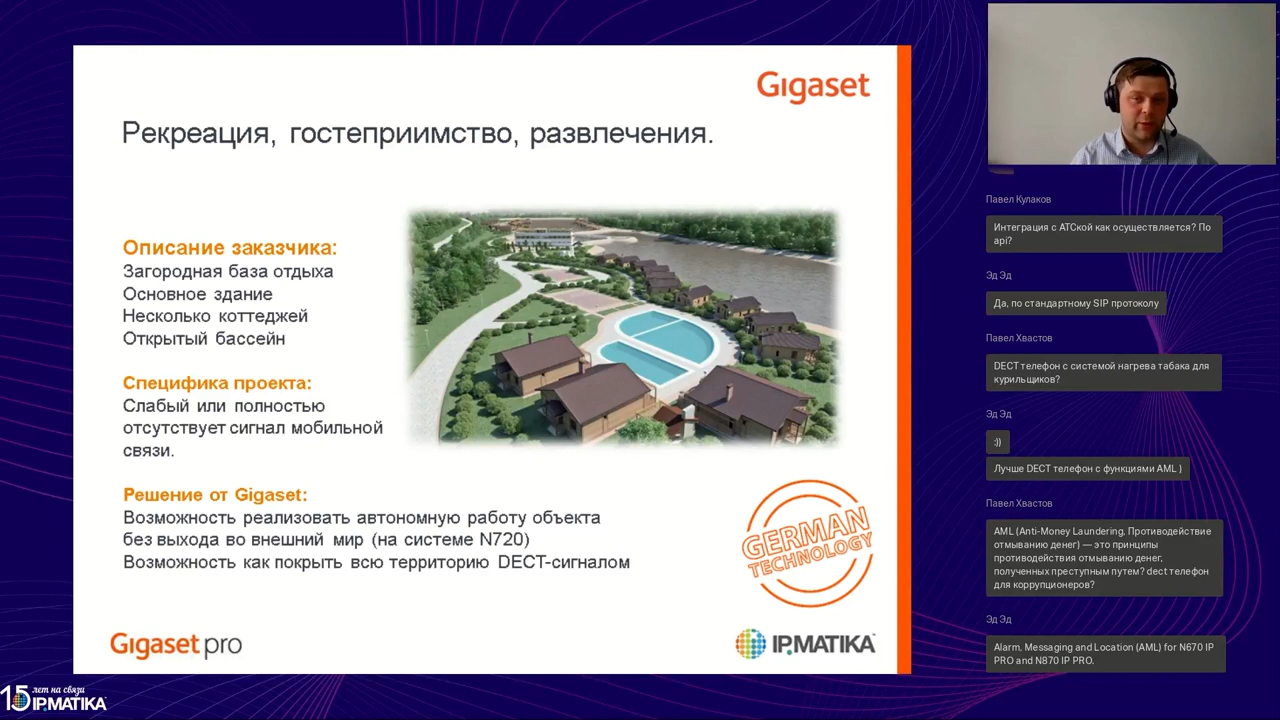 Gigaset
Рекреация, гостеприимство, развлечения.
Описание заказчика:
Загородная база отдыха
Основное здание
Несколько коттеджей
Открытый бассейн
Специфика проекта:
Слабый или полностью
отсутствует сигнал мобильной
связи.
Решение от Gigaset:
Возможность реализовать автономную работу объекта
без выхода во внешний мир (на системе N720)
Возможность как покрыть всю территорию DECT-сигналом
GERMAN
TECHNOLOGY
Gigaset pro
IPMATIKA
15 лет на связи
IPMATIKA
Павел Кулаков
Интеграция с АТСкой как осуществляется? По
api?
Эд Эд
Да, по стандартному SIP протоколу
Павел Хвастов
DECT телефон с системой нагрева табака для
курильщиков?
Эд Эд
:))
Лучше DECT телефон с функциями AML )
Павел Хвастов
AML (Anti-Money Laundering, Противодействие
отмыванию денег) — это принципы
противодействия отмыванию денег,
полученных преступным путем? dect телефон
для коррупционеров?
Эд Эд
Alarm, Messaging and Location (AML) for N670 IP
PRO and N870 IP PRO.